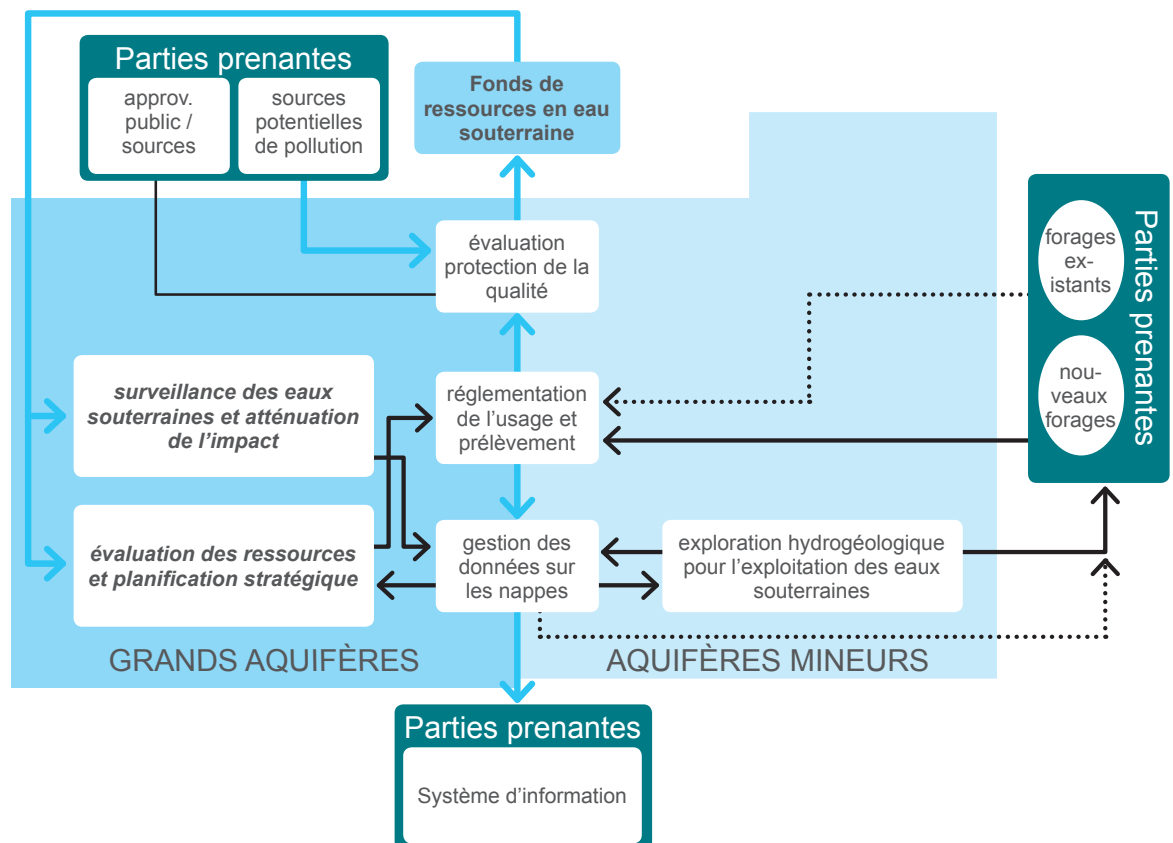 Parties prenantes
approv.
public /
sources
sources
potentielles
de pollution
Fonds de
ressources en eau
souterraine
évaluation
protection de la
qualité
Parties prenantes
forages
ex-
istants
nou-
veaux
forages
surveillance des eaux
souterraines et atténuation
de l’impact
réglementation
de l’usage et
prélèvement
évaluation des ressources
et planification stratégique
gestion des
données sur
les nappes
exploration hydrogéologique
pour l’exploitation des eaux
souterraines
GRANDS AQUIFÈRES
AQUIFÈRES MINEURS
Parties prenantes
Système d’information